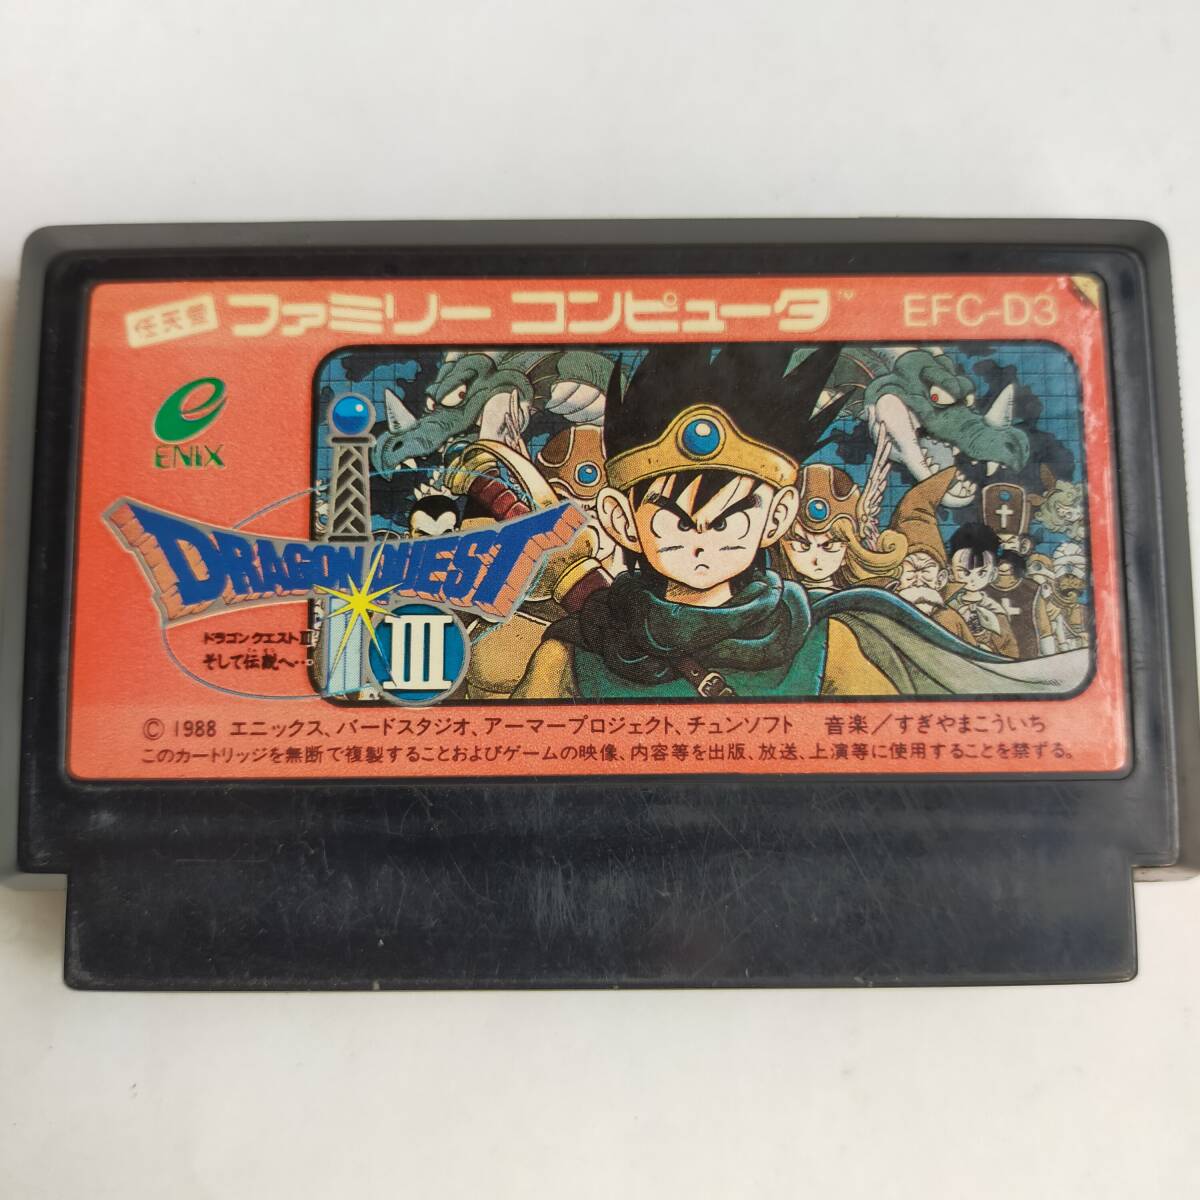 任天堂 ファミリー コンピュータ™ EFC-D3
e
ENIX
DRAGON QUEST
III
ドラゴンクエストIII
そして伝説へ…
© 1988 エニックス、バードスタジオ、アーマープロジェクト、チュンソフト 音楽/すぎやまこういち
このカートリッジを無断で複製することおよびゲームの映像、内容等を出版、放送、上演等に使用することを禁ずる。